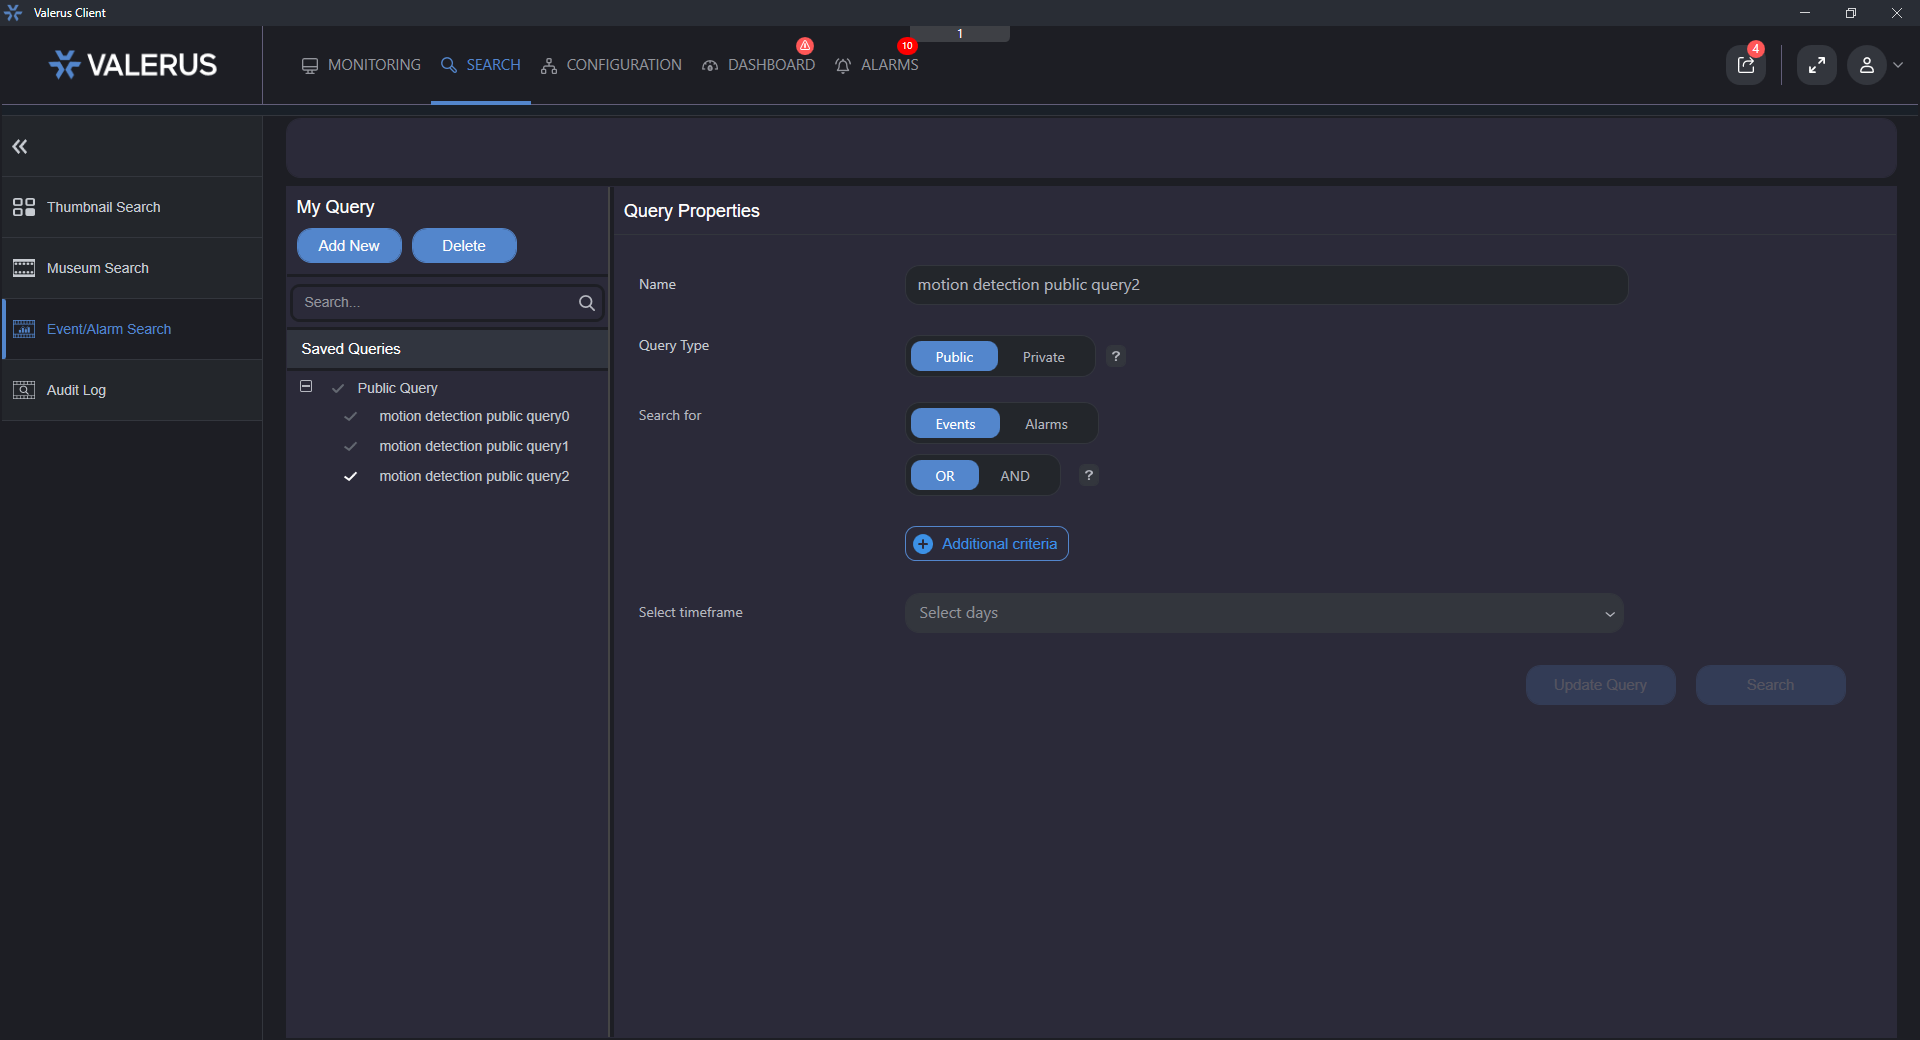 Valerus Client
1
VALERUS
MONITORING
SEARCH
CONFIGURATION
DASHBOARD
10
ALARMS
4
Thumbnail Search
Museum Search
Event/Alarm Search
Audit Log
My Query
Add New
Delete
Search...
Saved Queries
Public Query
motion detection public query0
motion detection public query1
motion detection public query2
Query Properties
Name
motion detection public query2
Query Type
Public
Private
?
Search for
Events
Alarms
OR
AND
?
Additional criteria
Select timeframe
Select days
Update Query
Search